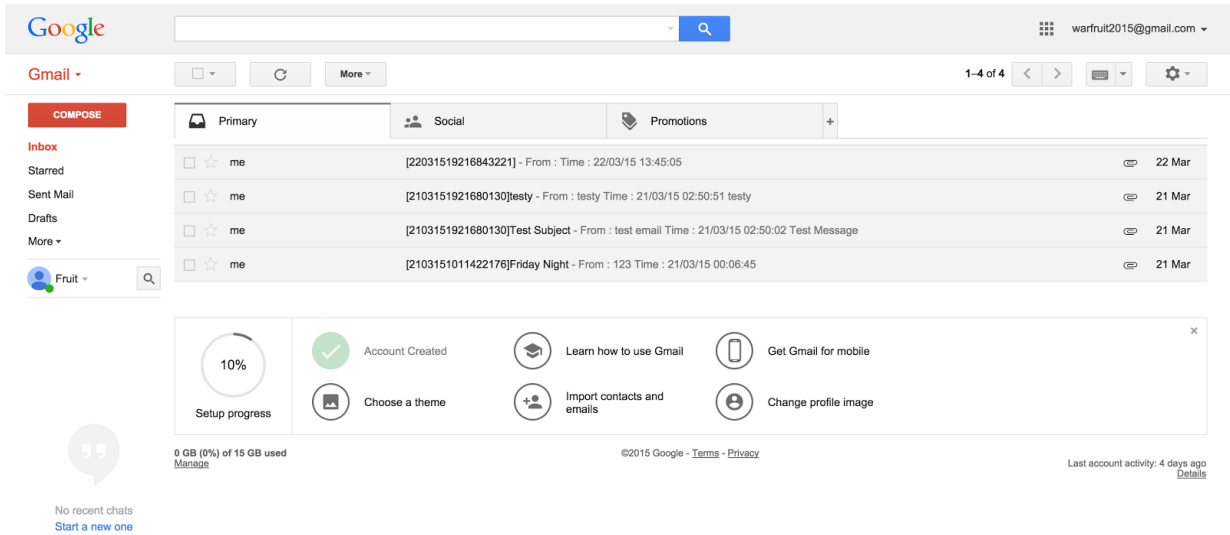 Google
warfruit2015@gmail.com
Gmail
More
1–4 of 4
COMPOSE
Primary
Social
Promotions
+
Inbox
Starred
Sent Mail
Drafts
More
Fruit
me [22031519216843221] - From : Time : 22/03/15 13:45:05 22 Mar
me [2103151921680130]testy - From : testy Time : 21/03/15 02:50:51 testy 21 Mar
me [2103151921680130]Test Subject - From : test email Time : 21/03/15 02:50:02 Test Message 21 Mar
me [2103151011422176]Friday Night - From : 123 Time : 21/03/15 00:06:45 21 Mar
10%
Setup progress
Account Created
Learn how to use Gmail
Get Gmail for mobile
Choose a theme
Import contacts and
emails
Change profile image
0 GB (0%) of 15 GB used
Manage
©2015 Google - Terms - Privacy
Last account activity: 4 days ago
Details
No recent chats
Start a new one